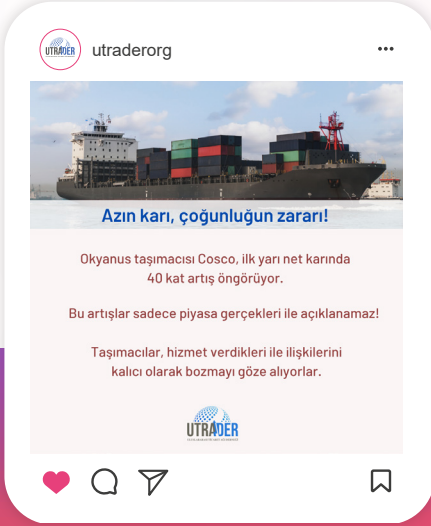 UTRADER
utraderorg
Azın karı, çoğunluğun zararı!
Okyanus taşımacısı Cosco, ilk yarı net karında
40 kat artış öngörüyor.
Bu artışlar sadece piyasa gerçekleri ile açıklanamaz!
Taşımacılar, hizmet verdikleri ile ilişkilerini
kalıcı olarak bozmayı göze alıyorlar.
UTRADER